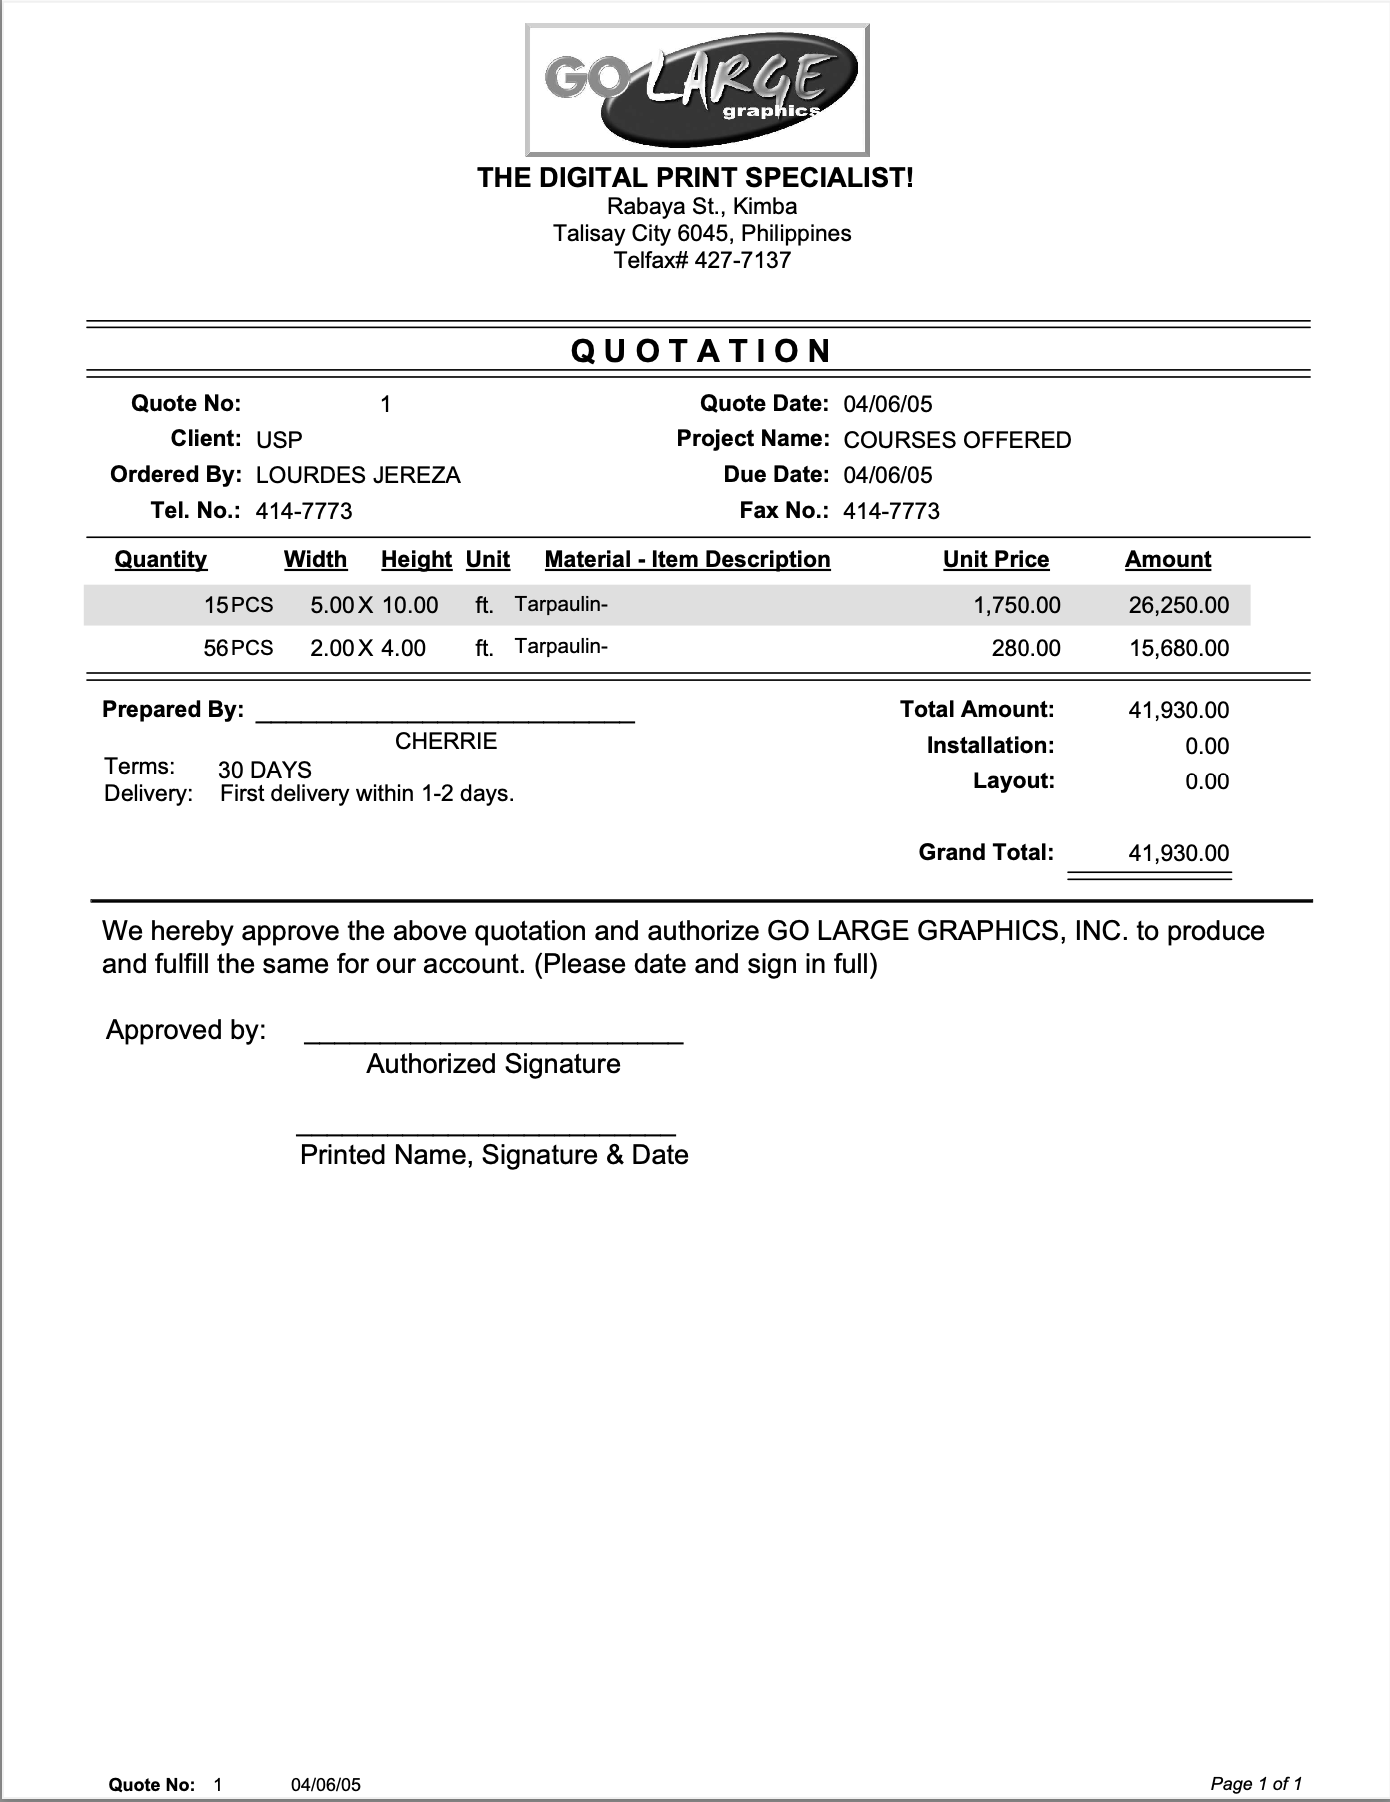 GO LARGE
graphics
THE DIGITAL PRINT SPECIALIST!
Rabaya St., Kimba
Talisay City 6045, Philippines
Telfax# 427-7137
QUOTATION
Quote No: 1 Quote Date: 04/06/05
Client: USP Project Name: COURSES OFFERED
Ordered By: LOURDES JEREZA Due Date: 04/06/05
Tel. No.: 414-7773 Fax No.: 414-7773
Quantity Width Height Unit Material - Item Description Unit Price Amount
15 PCS 5.00 X 10.00 ft. Tarpaulin- 1,750.00 26,250.00
56 PCS 2.00 X 4.00 ft. Tarpaulin- 280.00 15,680.00
Prepared By: _________________________ Total Amount: 41,930.00
CHERRIE Installation: 0.00
Terms: 30 DAYS Layout: 0.00
Delivery: First delivery within 1-2 days.
Grand Total: 41,930.00
We hereby approve the above quotation and authorize GO LARGE GRAPHICS, INC. to produce
and fulfill the same for our account. (Please date and sign in full)
Approved by: _________________________
Authorized Signature
_________________________
Printed Name, Signature & Date
Quote No: 1 04/06/05 Page 1 of 1